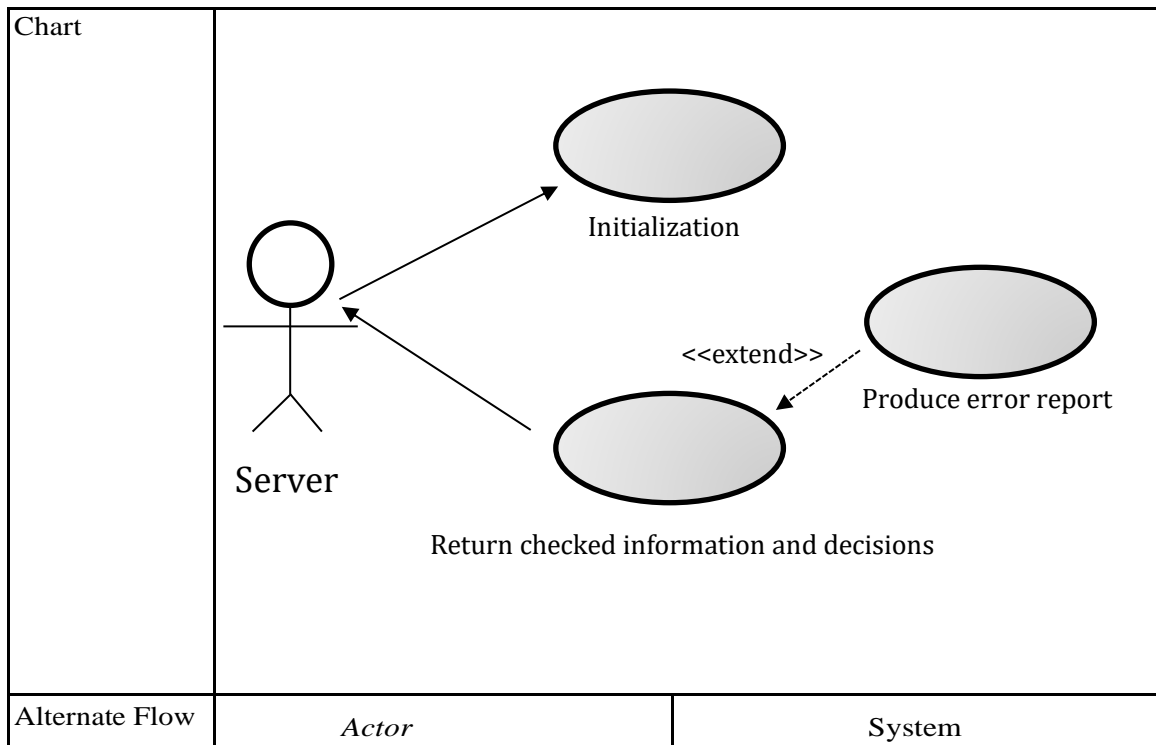 Chart
Initialization
<<extend>>
Produce error report
Server
Return checked information and decisions
Alternate Flow
Actor
System